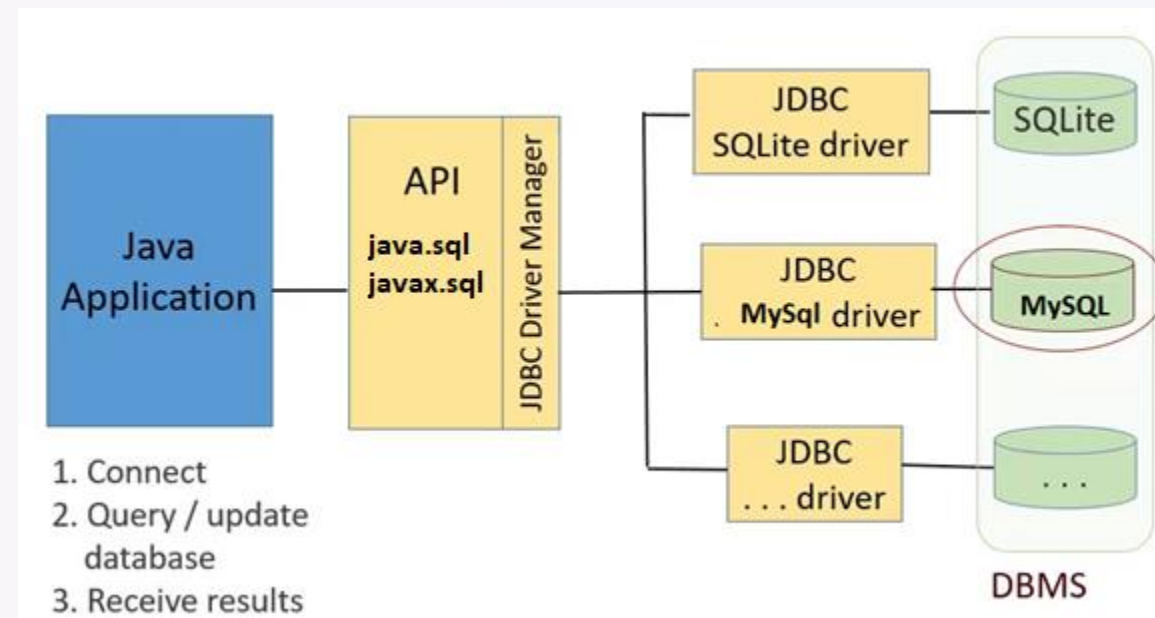 Java
Application
API
java.sql
javax.sql
JDBC Driver Manager
JDBC
SQLite driver
JDBC
. MySql driver
JDBC
. . . driver
SQLite
MySQL
. . .
DBMS
1. Connect
2. Query / update
database
3. Receive results